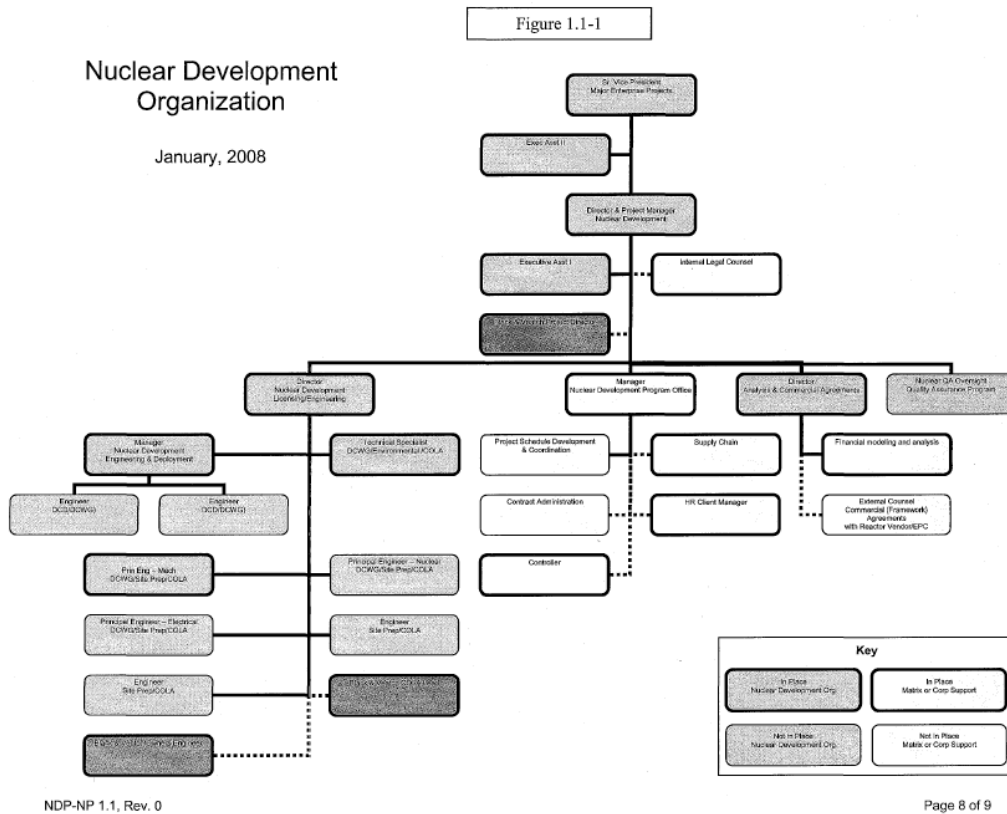 Figure 1.1-1
Nuclear Development
Organization
January, 2008
Sr. Vice President
Major Enterprise Projects
Exec Asst II
Director & Project Manager
Nuclear Development
Executive Asst I
Internal Legal Counsel
Project Director
Director
Nuclear Development
Licensing/Engineering
Manager
Nuclear Development Program Office
Director
Analysis & Commercial Agreements
Nuclear QA Oversight
Quality Assurance Program
Manager
Nuclear Development
Engineering & Deployment
Technical Specialist
DCWG/Environmental/COLA
Project Schedule Development
& Coordination
Supply Chain
Financial modeling and analysis
Engineer
DCD/DCWG)
Engineer
DCD/DCWG)
Contract Administration
HR Client Manager
External Counsel
Commercial (Framework)
Agreements
with Reactor Vendor/EPC
Prin Eng – Mech
DCWG/Site Prep/COLA
Principal Engineer – Nuclear
DCWG/Site Prep/COLA
Controller
Principal Engineer – Electrical
DCWG/Site Prep/COLA
Engineer
Site Prep/COLA
Engineer
Site Prep/COLA
Engineer
Key
In Place
Nuclear Development Org.
In Place
Matrix or Corp Support
Not In Place
Nuclear Development Org.
Not In Place
Matrix or Corp Support
NDP-NP 1.1, Rev. 0
Page 8 of 9